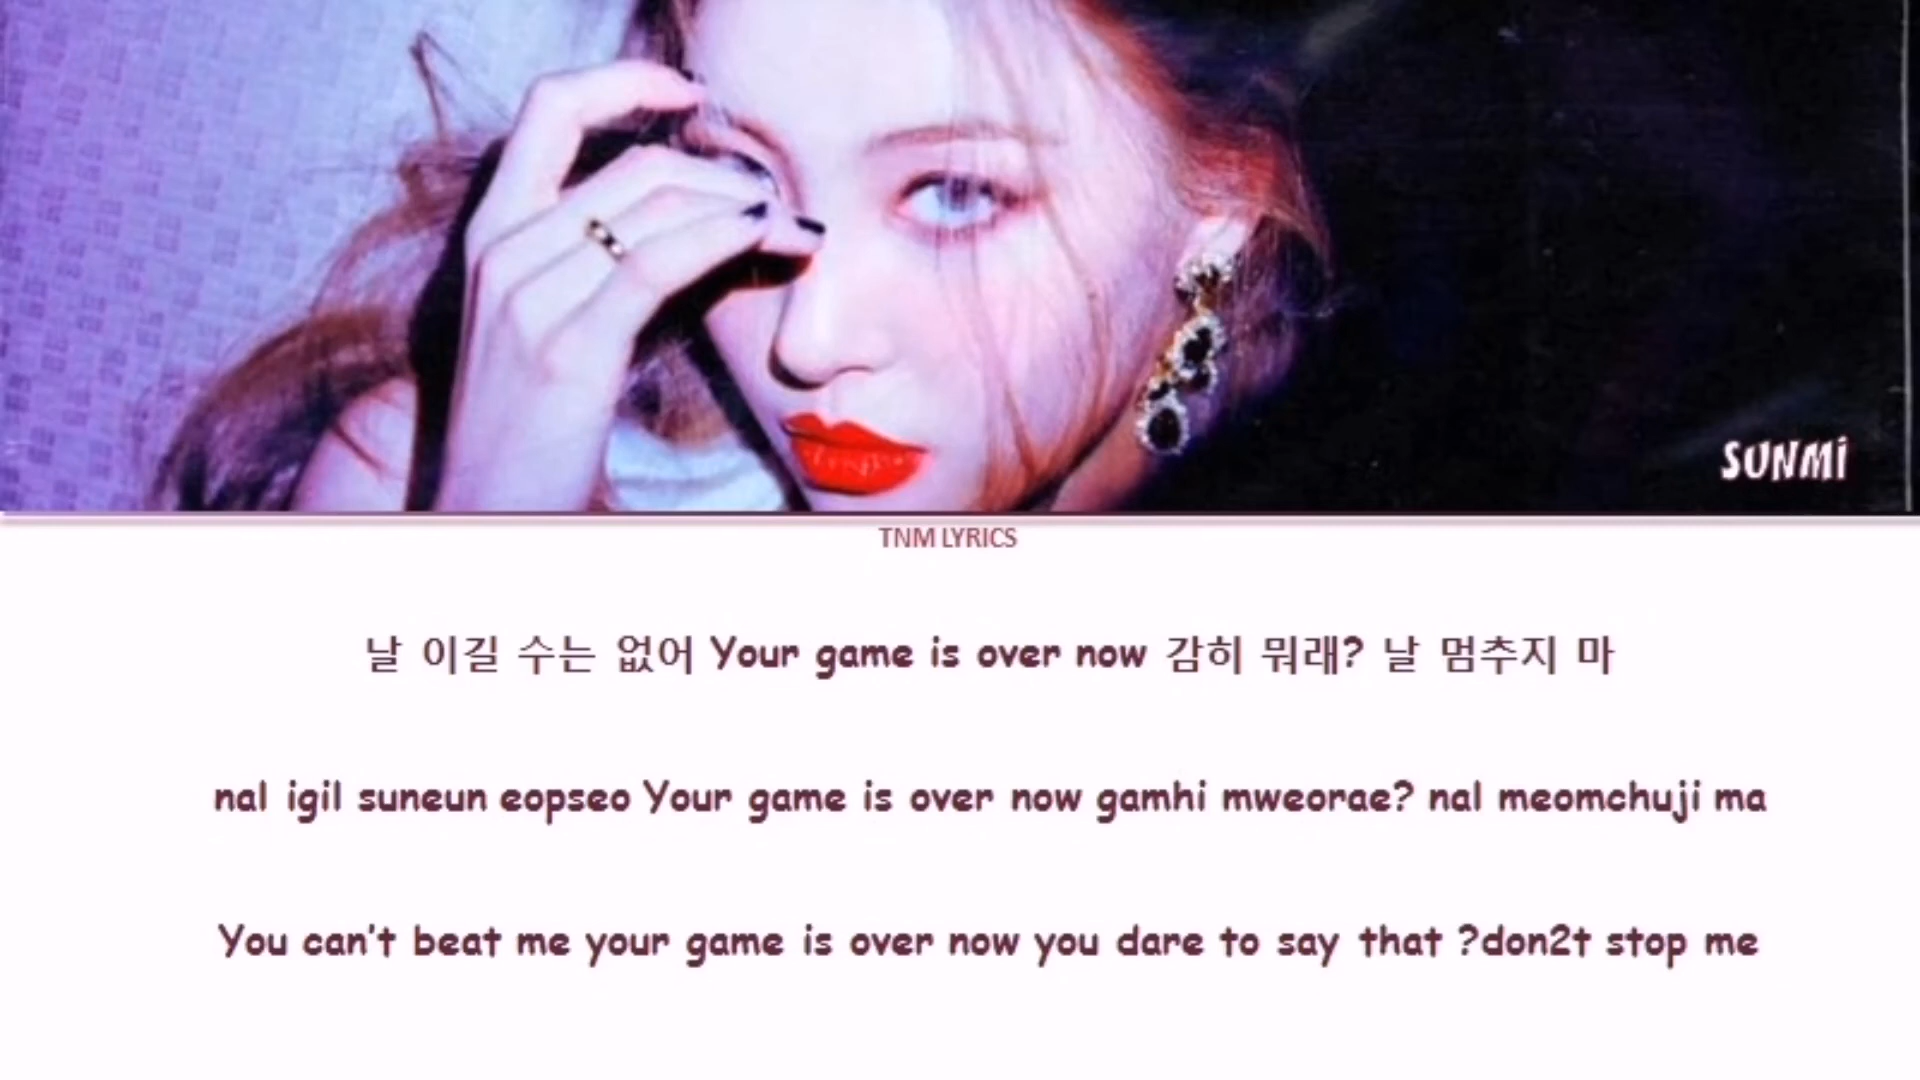 SUNMi
TNM LYRICS
날 이길 수는 없어 Your game is over now 감히 뭐래? 날 멈추지 마
nal igil suneun eopseo Your game is over now gamhi mweorae? nal meomchuji ma
You can't beat me your game is over now you dare to say that ?don2t stop me